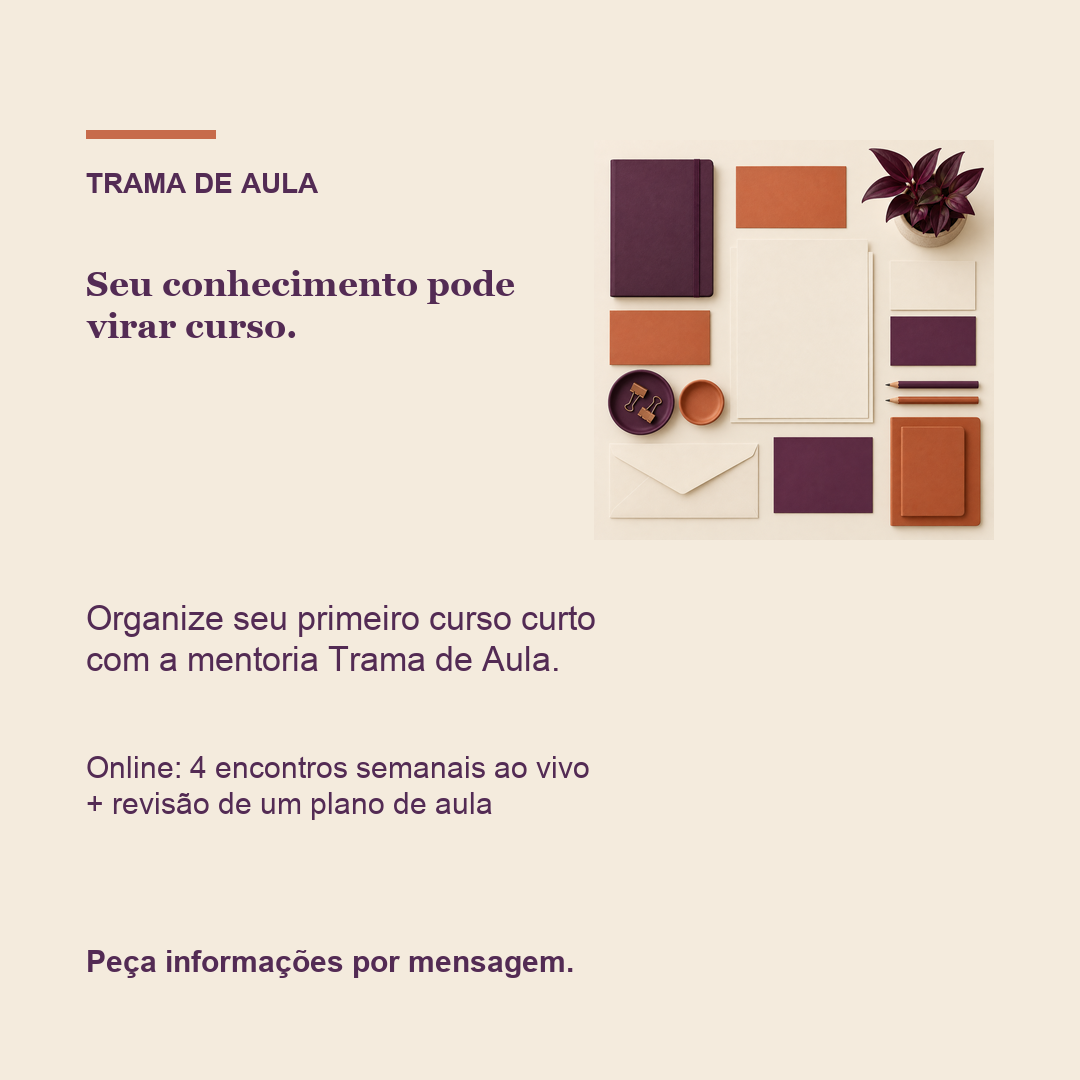 TRAMA DE AULA
Seu conhecimento pode
virar curso.
Organize seu primeiro curso curto
com a mentoria Trama de Aula.
Online: 4 encontros semanais ao vivo
+ revisão de um plano de aula
Peça informações por mensagem.